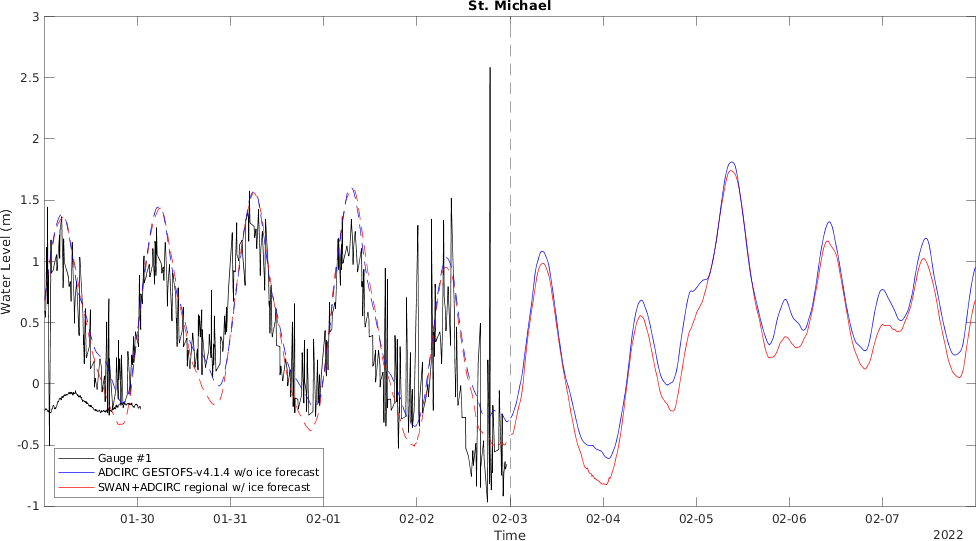 St. Michael
3
2.5
2
1.5
1
0.5
0
-0.5
-1
Water Level (m)
Gauge #1
ADCIRC GESTOFS-v4.1.4 w/o ice forecast
SWAN+ADCIRC regional w/ ice forecast
01-30 01-31 02-01 02-02 02-03 02-04 02-05 02-06 02-07
Time
2022